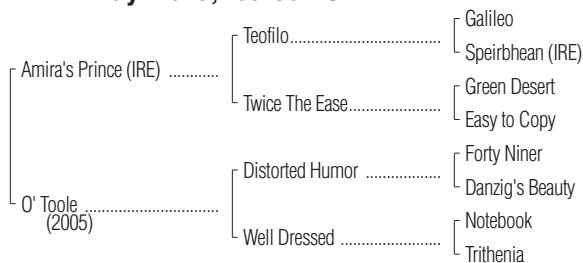 Galileo
Teofilo
Speirbhean (IRE)
Amira's Prince (IRE)
Green Desert
Twice The Ease
Easy to Copy
Forty Niner
Distorted Humor
Danzig's Beauty
O' Toole
(2005)
Notebook
Well Dressed
Trithenia